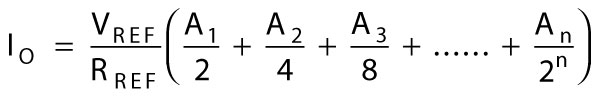 I_O = V_REF/R_REF (A_1/2 + A_2/4 + A_3/8 + ...... + A_n/2^n)